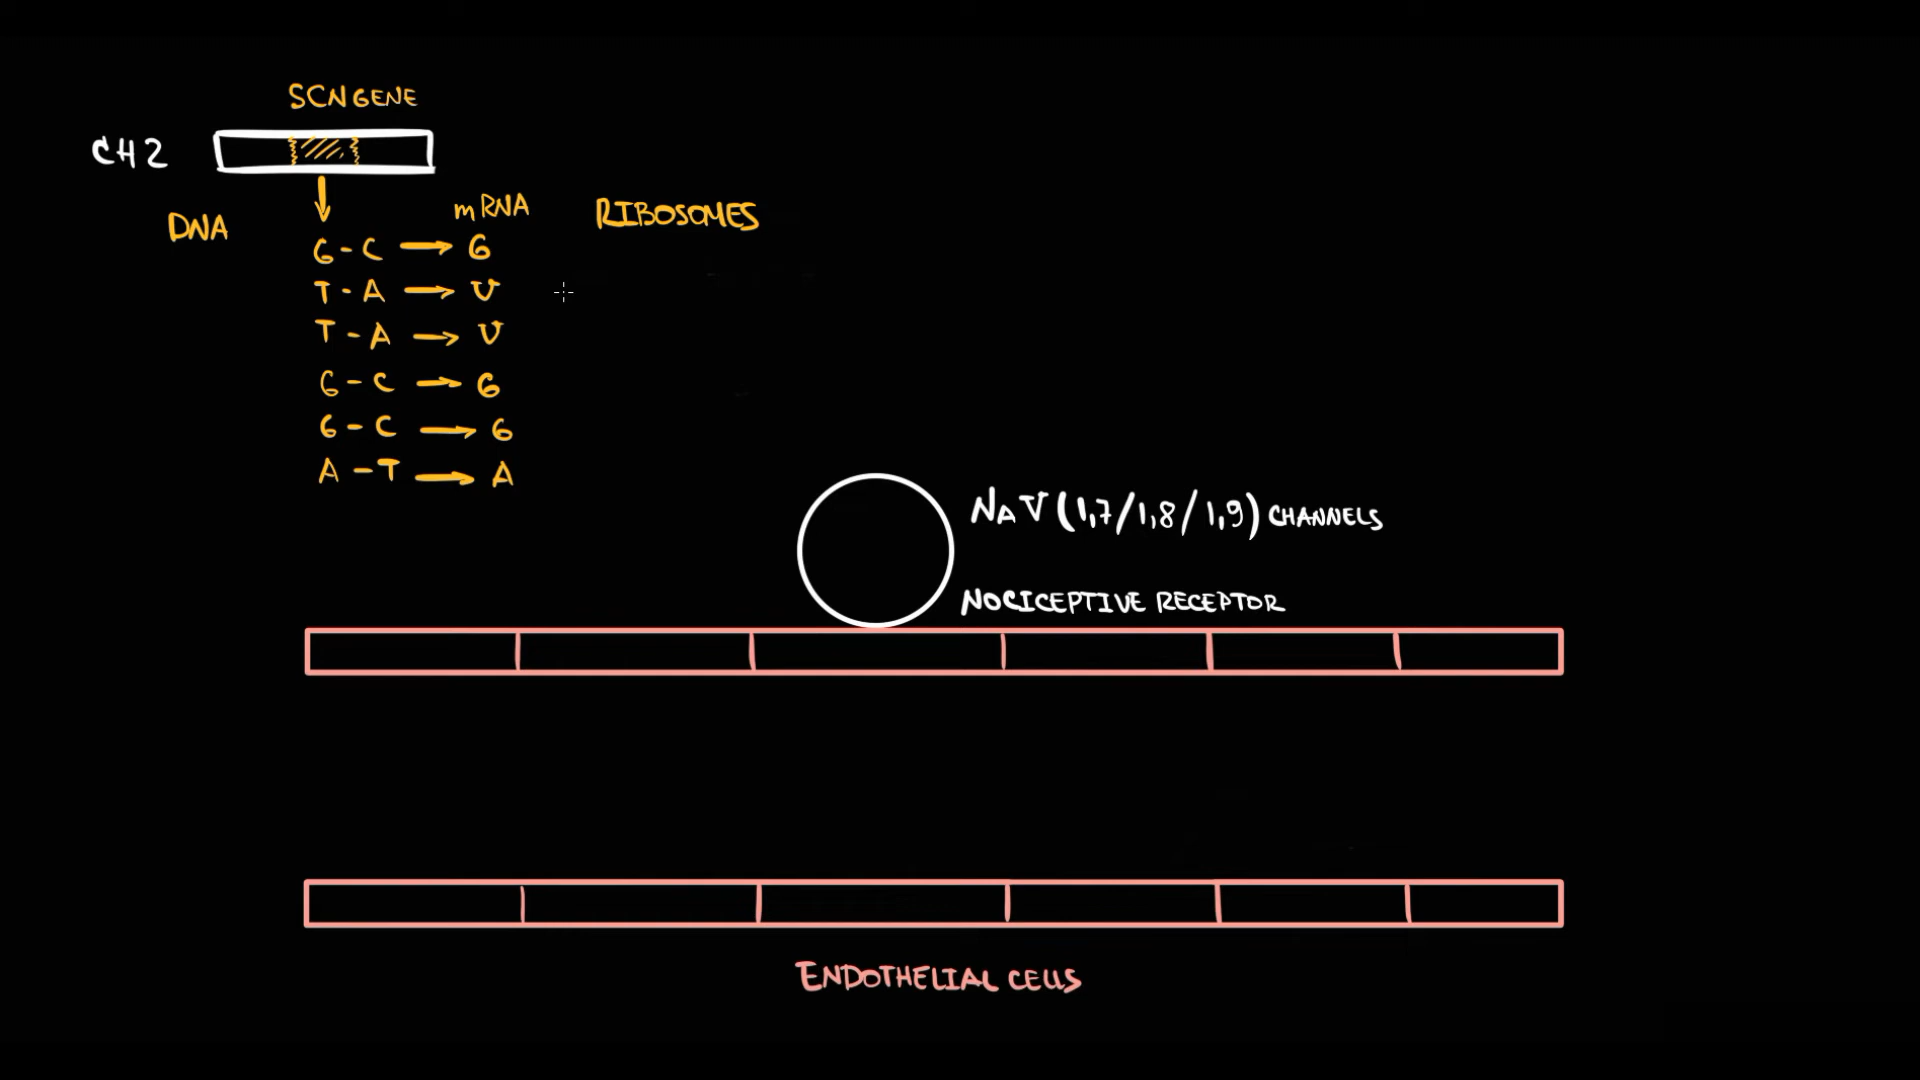 SCN GENE
CH2
DNA
mRNA
RIBOSOMES
G - C → G
T - A → U
T - A → U
G - C → G
G - C → G
A - T → A
NaV (1,7/1,8/1,9) CHANNELS
NOCICEPTIVE RECEPTOR
ENDOTHELIAL CELLS